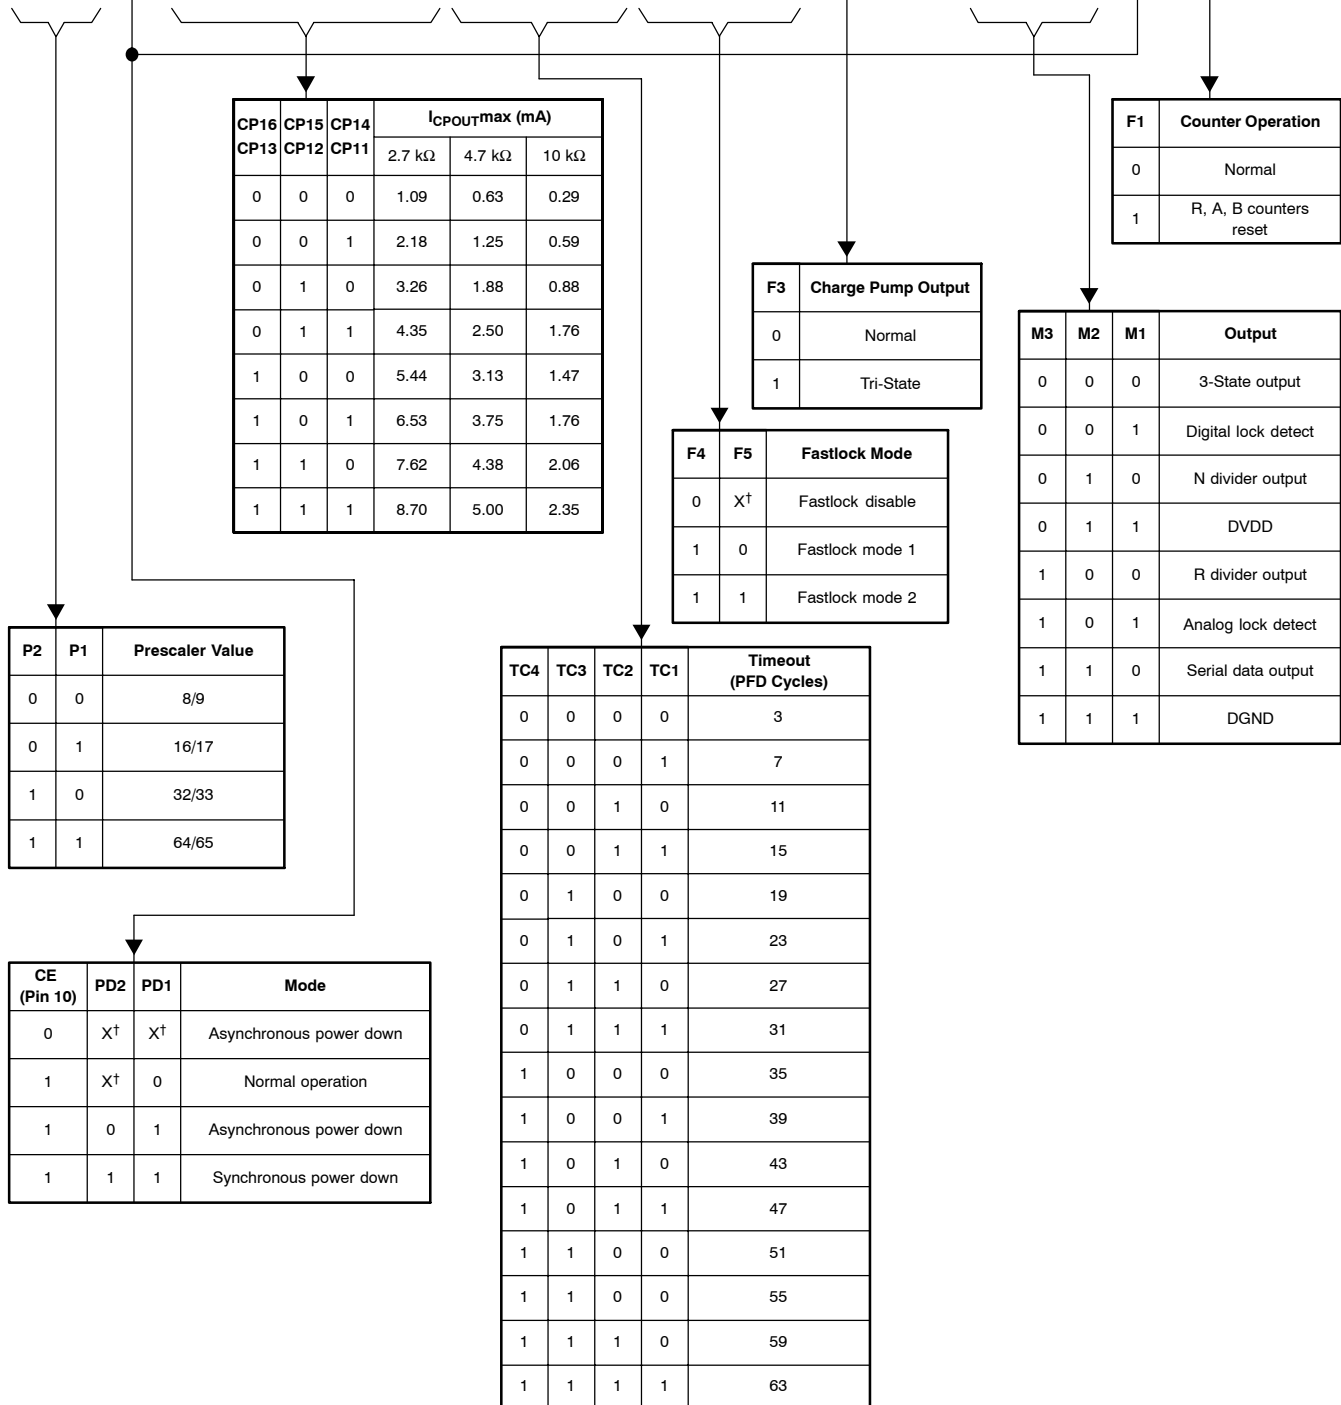 CP16 CP15 CP14 ICPOUTmax (mA)
CP13 CP12 CP11 2.7 kΩ 4.7 kΩ 10 kΩ
0 0 0 1.09 0.63 0.29
0 0 1 2.18 1.25 0.59
0 1 0 3.26 1.88 0.88
0 1 1 4.35 2.50 1.76
1 0 0 5.44 3.13 1.47
1 0 1 6.53 3.75 1.76
1 1 0 7.62 4.38 2.06
1 1 1 8.70 5.00 2.35
F1 Counter Operation
0 Normal
1 R, A, B counters
reset
F3 Charge Pump Output
0 Normal
1 Tri-State
M3 M2 M1 Output
0 0 0 3-State output
0 0 1 Digital lock detect
0 1 0 N divider output
0 1 1 DVDD
1 0 0 R divider output
1 0 1 Analog lock detect
1 1 0 Serial data output
1 1 1 DGND
F4 F5 Fastlock Mode
0 X† Fastlock disable
1 0 Fastlock mode 1
1 1 Fastlock mode 2
P2 P1 Prescaler Value
0 0 8/9
0 1 16/17
1 0 32/33
1 1 64/65
TC4 TC3 TC2 TC1 Timeout
(PFD Cycles)
0 0 0 0 3
0 0 0 1 7
0 0 1 0 11
0 0 1 1 15
0 1 0 0 19
0 1 0 1 23
0 1 1 0 27
0 1 1 1 31
1 0 0 0 35
1 0 0 1 39
1 0 1 0 43
1 0 1 1 47
1 1 0 0 51
1 1 0 0 55
1 1 1 0 59
1 1 1 1 63
CE
(Pin 10) PD2 PD1 Mode
0 X† X† Asynchronous power down
1 X† 0 Normal operation
1 0 1 Asynchronous power down
1 1 1 Synchronous power down